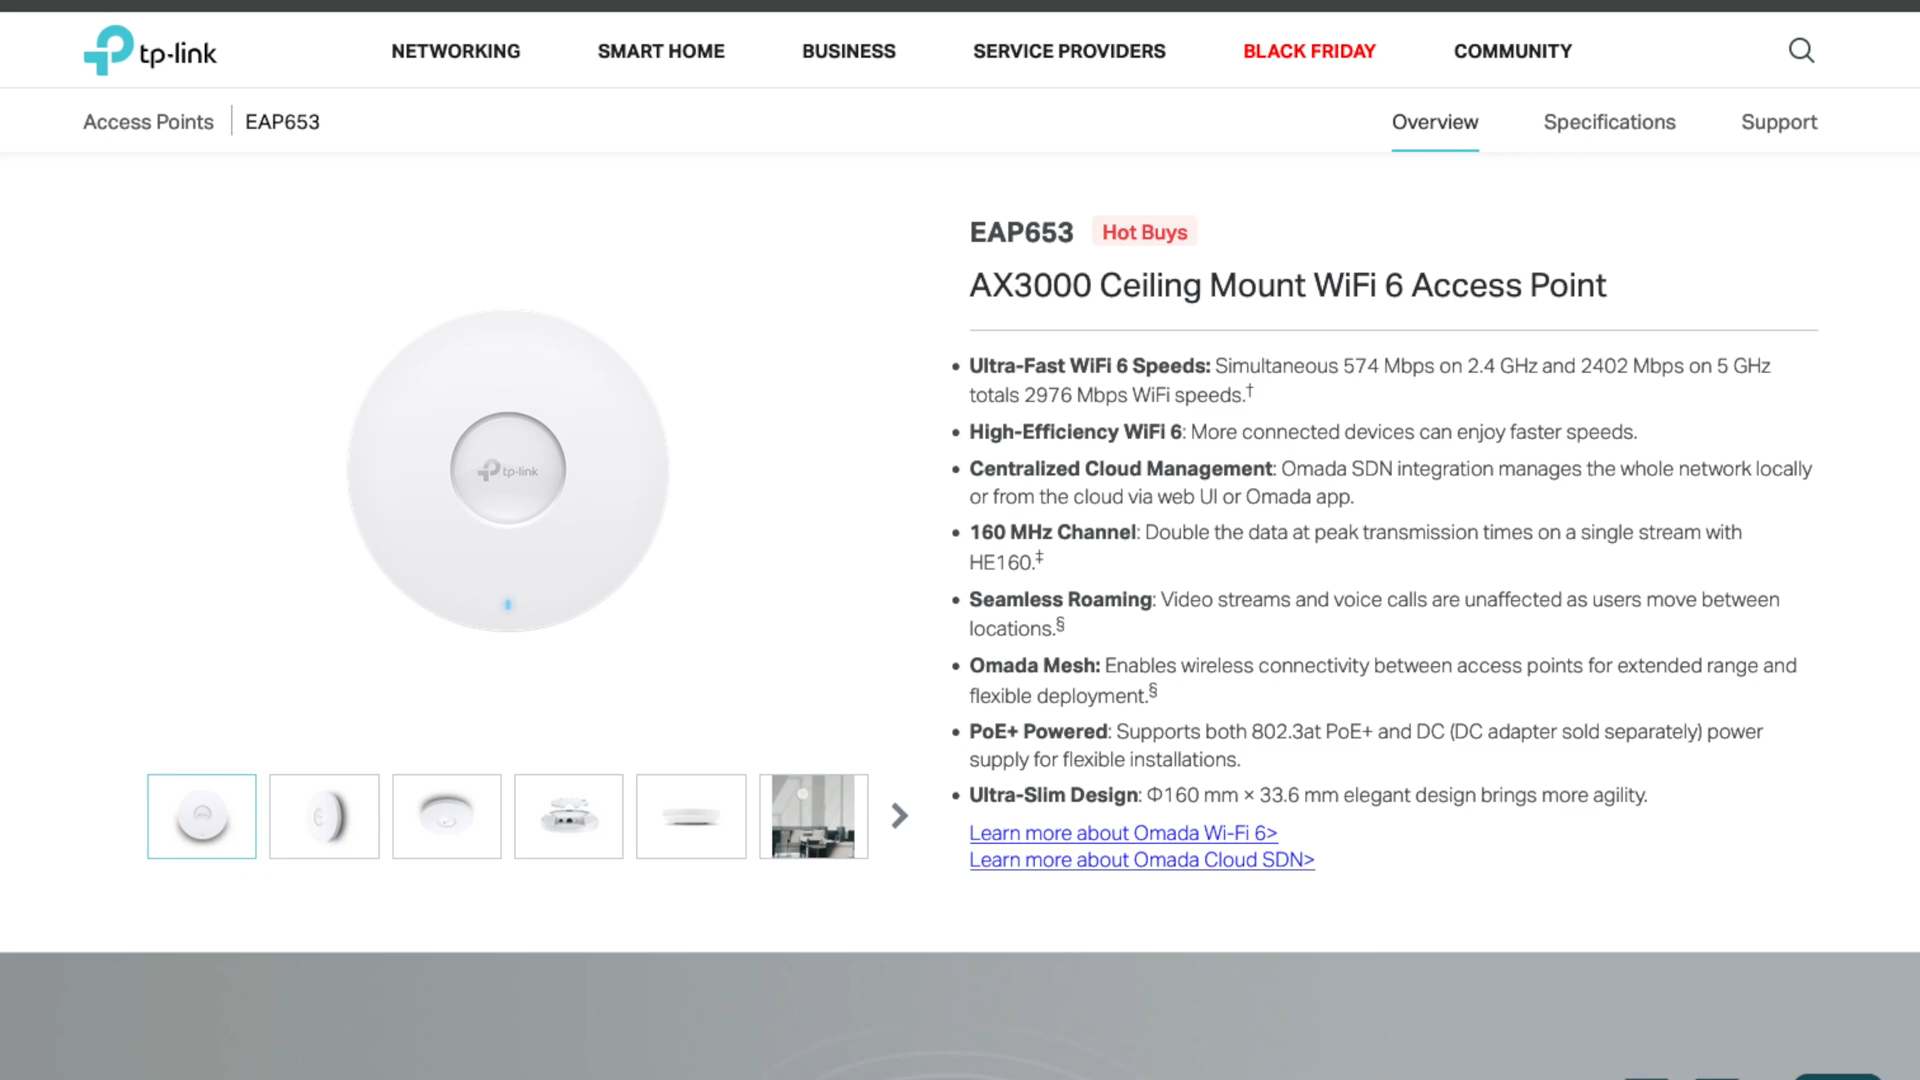 tp-link
NETWORKING
SMART HOME
BUSINESS
SERVICE PROVIDERS
BLACK FRIDAY
COMMUNITY
Access Points
EAP653
Overview
Specifications
Support
EAP653
Hot Buys
AX3000 Ceiling Mount WiFi 6 Access Point
• Ultra-Fast WiFi 6 Speeds: Simultaneous 574 Mbps on 2.4 GHz and 2402 Mbps on 5 GHz
totals 2976 Mbps WiFi speeds.†
• High-Efficiency WiFi 6: More connected devices can enjoy faster speeds.
• Centralized Cloud Management: Omada SDN integration manages the whole network locally
or from the cloud via web UI or Omada app.
• 160 MHz Channel: Double the data at peak transmission times on a single stream with
HE160.‡
• Seamless Roaming: Video streams and voice calls are unaffected as users move between
locations.§
• Omada Mesh: Enables wireless connectivity between access points for extended range and
flexible deployment.§
• PoE+ Powered: Supports both 802.3at PoE+ and DC (DC adapter sold separately) power
supply for flexible installations.
• Ultra-Slim Design: Φ160 mm × 33.6 mm elegant design brings more agility.
Learn more about Omada Wi-Fi 6>
Learn more about Omada Cloud SDN>
tp-link